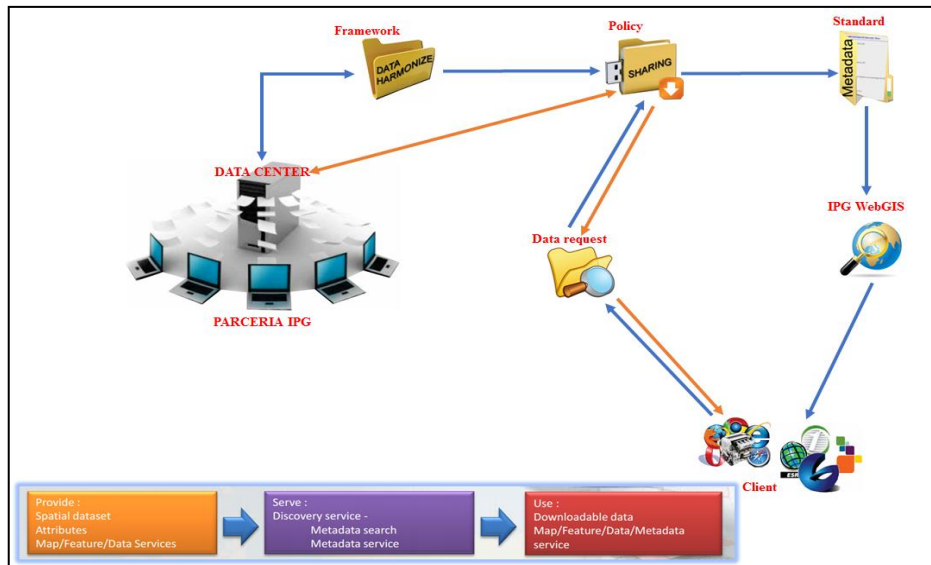 Framework
Policy
Standard
DATA HARMONIZE
SHARING
Metadata
DATA CENTER
IPG WebGIS
Data request
PARCERIA IPG
ESRI
Client
Provide :
Spatial dataset
Attributes
Map/Feature/Data Services
Serve :
Discovery service -
Metadata search
Metadata service
Use :
Downloadable data
Map/Feature/Data/Metadata
service